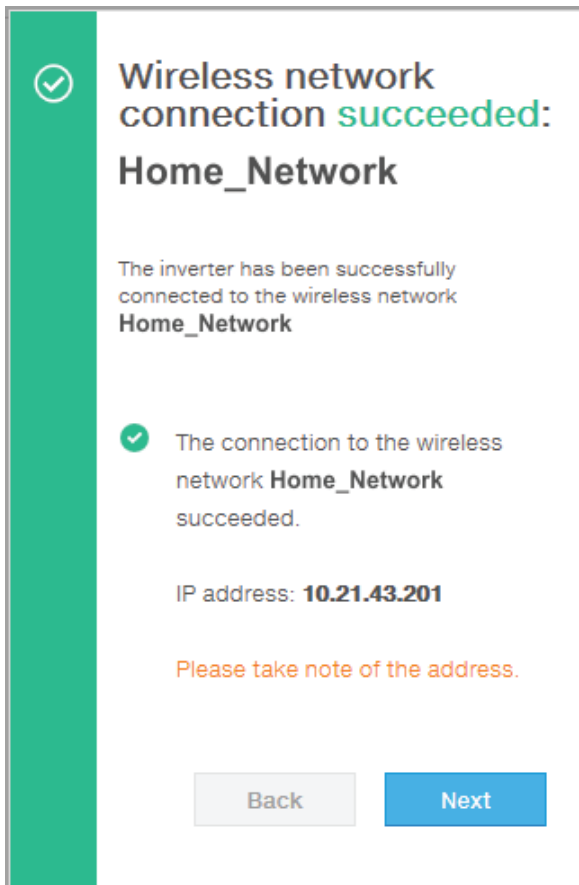 Wireless network
connection succeeded:
Home_Network
The inverter has been successfully
connected to the wireless network
Home_Network
The connection to the wireless
network Home_Network
succeeded.
IP address: 10.21.43.201
Please take note of the address.
Back
Next